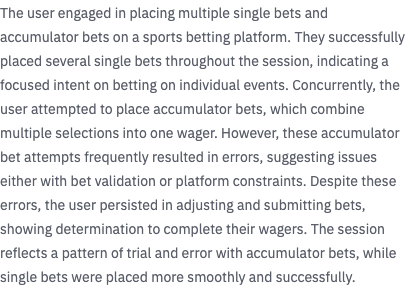 The user engaged in placing multiple single bets and
accumulator bets on a sports betting platform. They successfully
placed several single bets throughout the session, indicating a
focused intent on betting on individual events. Concurrently, the
user attempted to place accumulator bets, which combine
multiple selections into one wager. However, these accumulator
bet attempts frequently resulted in errors, suggesting issues
either with bet validation or platform constraints. Despite these
errors, the user persisted in adjusting and submitting bets,
showing determination to complete their wagers. The session
reflects a pattern of trial and error with accumulator bets, while
single bets were placed more smoothly and successfully.